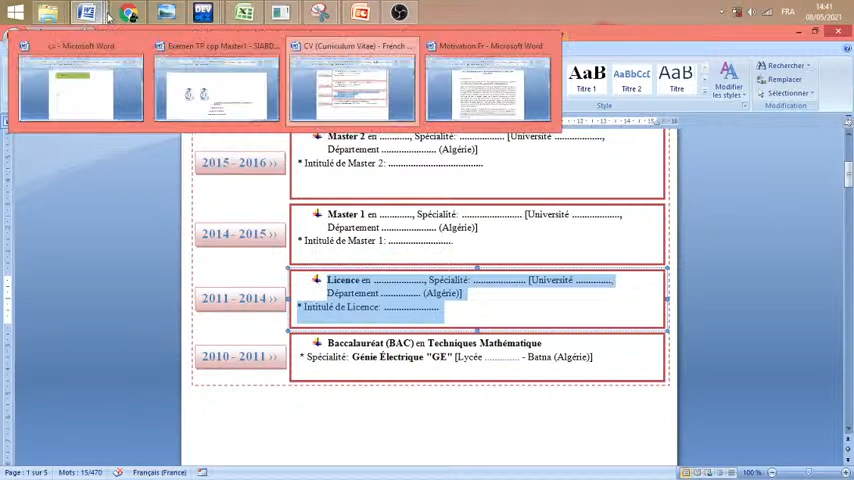 14:41
FRA
08/05/2021
cv - Microsoft Word
Examen TP cpp Master1 - SIABD...
CV (Curiculum Vitae) - French ...
Motivation Fr - Microsoft Word
AaB
AaBbCcI
AaB
Titre 1
Titre 2
Titre
Modifier
les styles
Rechercher
Remplacer
Sélectionner
Style
Modification
2015 - 2016 ››
Master 2 en ............., Spécialité: .................... [Université ....................,
Département .................. (Algérie)]
* Intitulé de Master 2: ...............................
2014 - 2015 ››
Master 1 en ............., Spécialité: .................... [Université ....................,
Département .................. (Algérie)]
* Intitulé de Master 1: .....................
2011 - 2014 ››
Licence en ................., Spécialité: .................. [Université ..............,
Département ............. (Algérie)]
* Intitulé de Licence: ..................
2010 - 2011 ››
Baccalauréat (BAC) en Techniques Mathématique
* Spécialité: Génie Électrique "GE" [Lycée ............. - Batna (Algérie)]
Page : 1 sur 5
Mots : 15/470
Français (France)
100 %